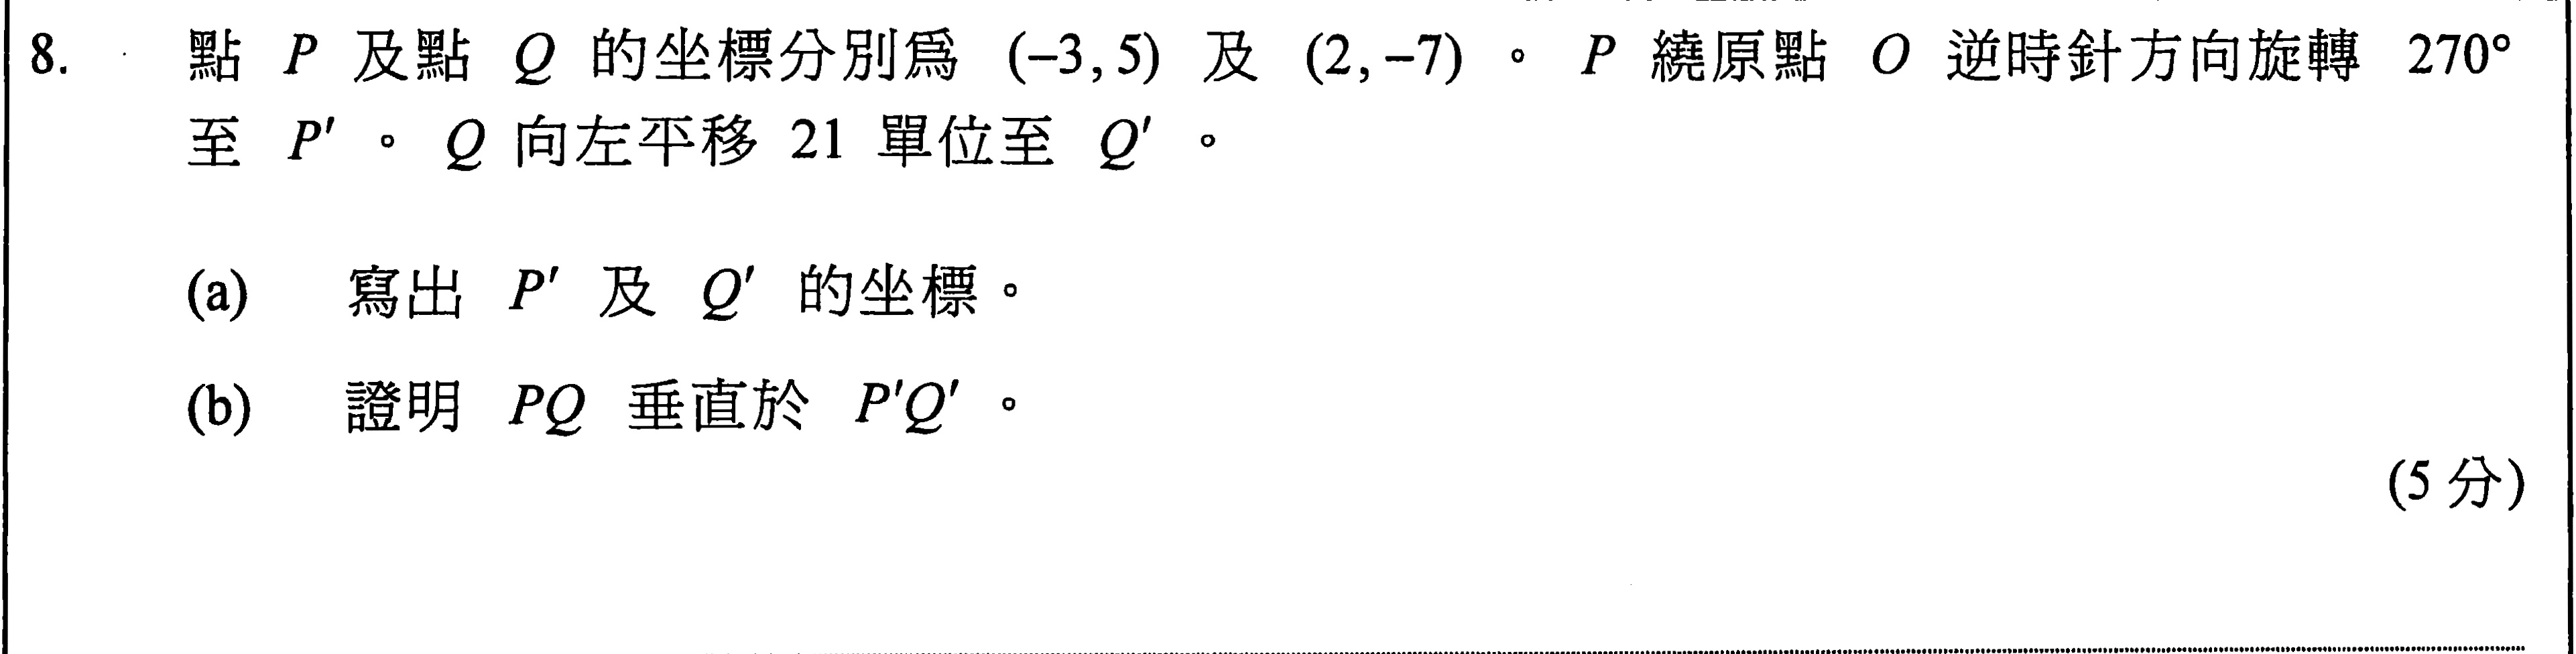 8. 點 P 及點 Q 的坐標分別為 (−3, 5) 及 (2, −7) 。 P 繞原點 O 逆時針方向旋轉 270°
至 P′ 。 Q 向左平移 21 單位至 Q′ 。
(a) 寫出 P′ 及 Q′ 的坐標。
(b) 證明 PQ 垂直於 P′Q′ 。
(5 分)